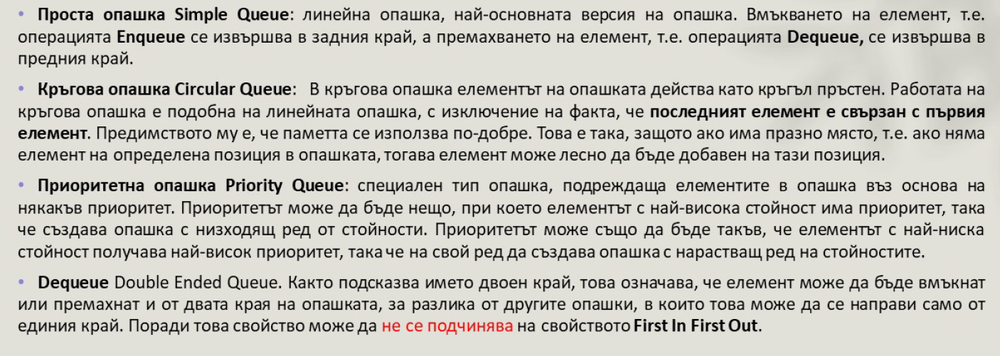 • Проста опашка Simple Queue: линейна опашка, най-основната версия на опашка. Вмъкването на елемент, т.е.
операцията Enqueue се извършва в задния край, а премахването на елемент, т.е. операцията Dequeue, се извършва в
предния край.
• Кръгова опашка Circular Queue: В кръгова опашка елементът на опашката действа като кръгъл пръстен. Работата на
кръгова опашка е подобна на линейната опашка, с изключение на факта, че последният елемент е свързан с първия
елемент. Предимството му е, че паметта се използва по-добре. Това е така, защото ако има празно място, т.е. ако няма
елемент на определена позиция в опашката, тогава елемент може лесно да бъде добавен на тази позиция.
• Приоритетна опашка Priority Queue: специален тип опашка, подреждаща елементите в опашка въз основа на
някакъв приоритет. Приоритетът може да бъде нещо, при което елементът с най-висока стойност има приоритет, така
че създава опашка с низходящ ред от стойности. Приоритетът може също да бъде такъв, че елементът с най-ниска
стойност получава най-висок приоритет, така че на свой ред да създава опашка с нарастващ ред на стойностите.
• Dequeue Double Ended Queue. Както подсказва името двоен край, това означава, че елемент може да бъде вмъкнат
или премахнат и от двата края на опашката, за разлика от другите опашки, в които това може да се направи само от
единия край. Поради това свойство може да не се подчинява на свойството First In First Out.